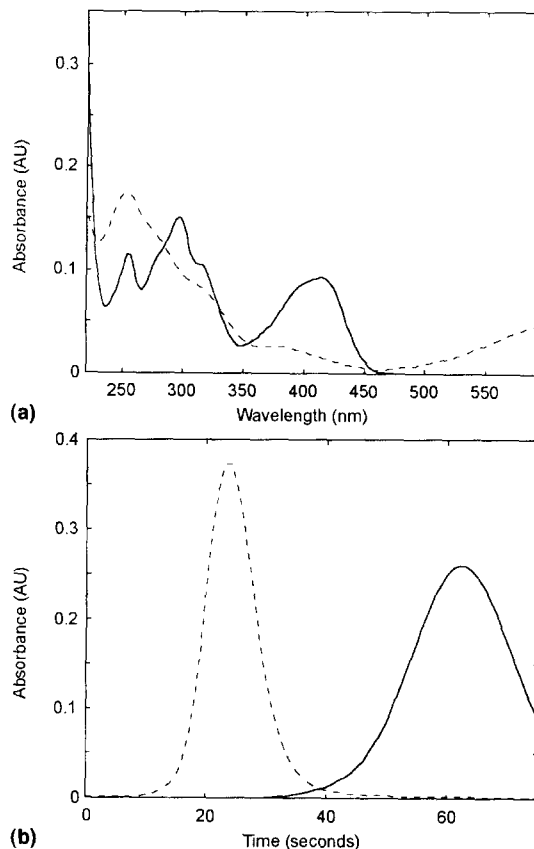 0.3
0.2
0.1
0
Absorbance (AU)
250 300 350 400 450 500 550
Wavelength (nm)
(a)
0.4
0.3
0.2
0.1
0
Absorbance (AU)
0 20 40 60
Time (seconds)
(b)